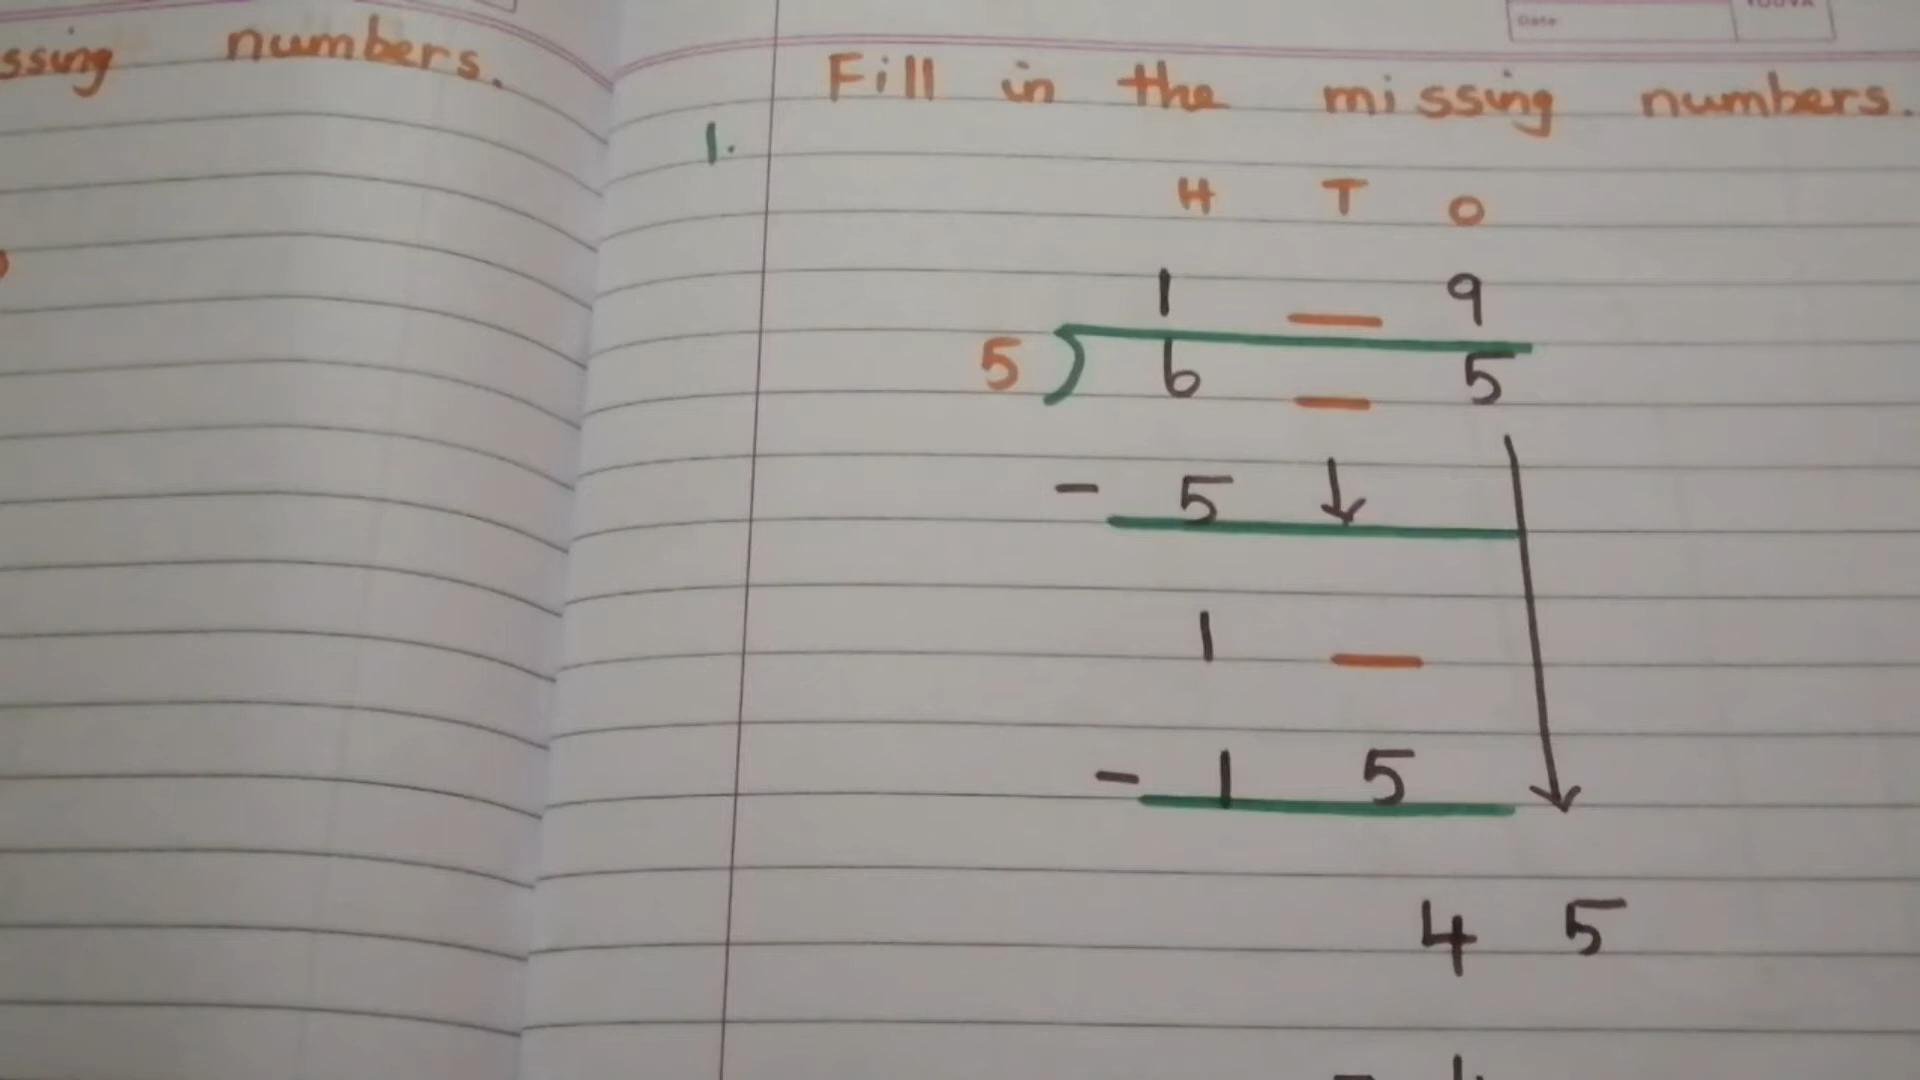 ssing numbers.
Date:
Fill in the missing numbers.
1.
H T O
1 _ 9
5 ) 6 _ 5
- 5 ↓
1 _
- 1 5
4 5